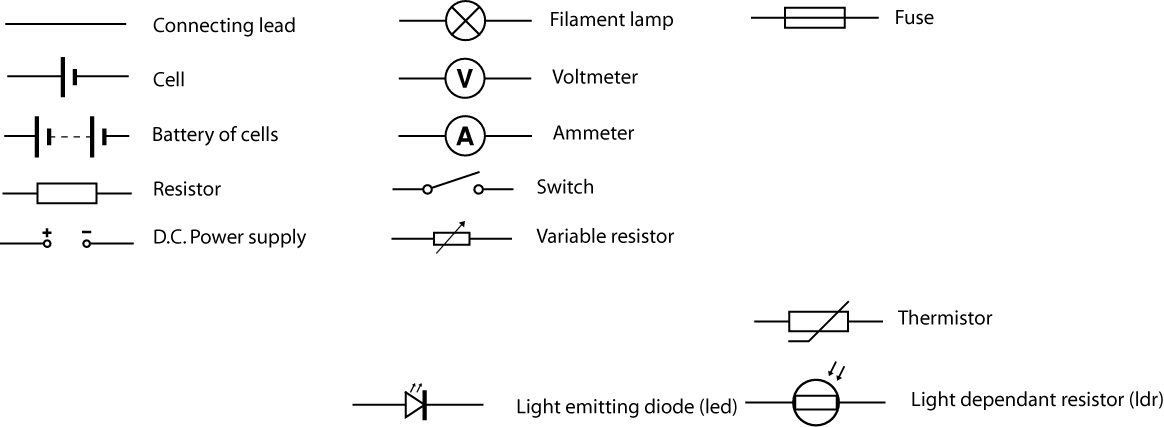 Connecting lead
Filament lamp
Fuse
Cell
V
Voltmeter
Battery of cells
A
Ammeter
Resistor
Switch
+ –
D.C. Power supply
Variable resistor
Thermistor
Light emitting diode (led)
Light dependant resistor (ldr)